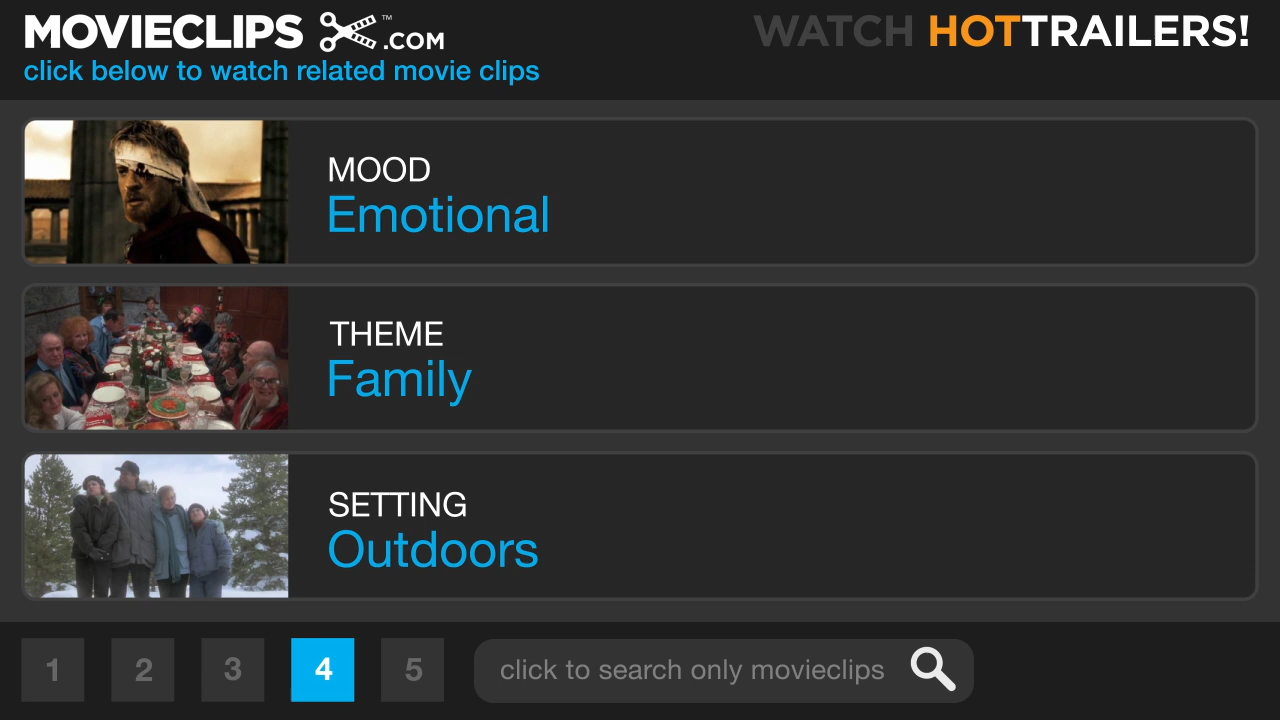 MOVIECLIPS ™ .COM
WATCH HOTTRAILERS!
click below to watch related movie clips
MOOD
Emotional
THEME
Family
SETTING
Outdoors
1 2 3 4 5
click to search only movieclips